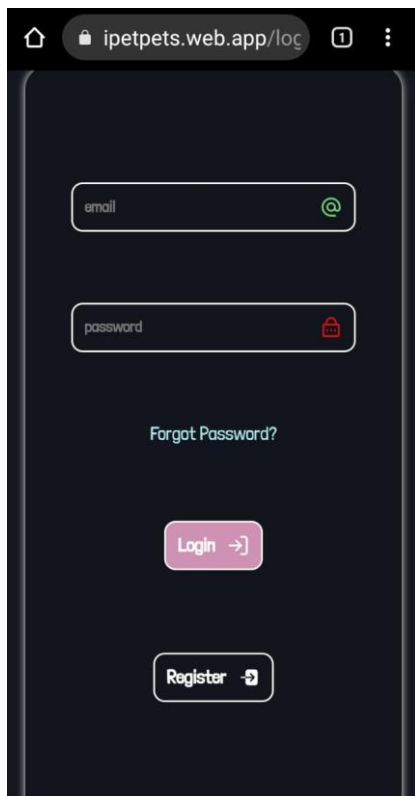 ipetpets.web.app/log
1
email
@
password
Forgot Password?
Login
Register